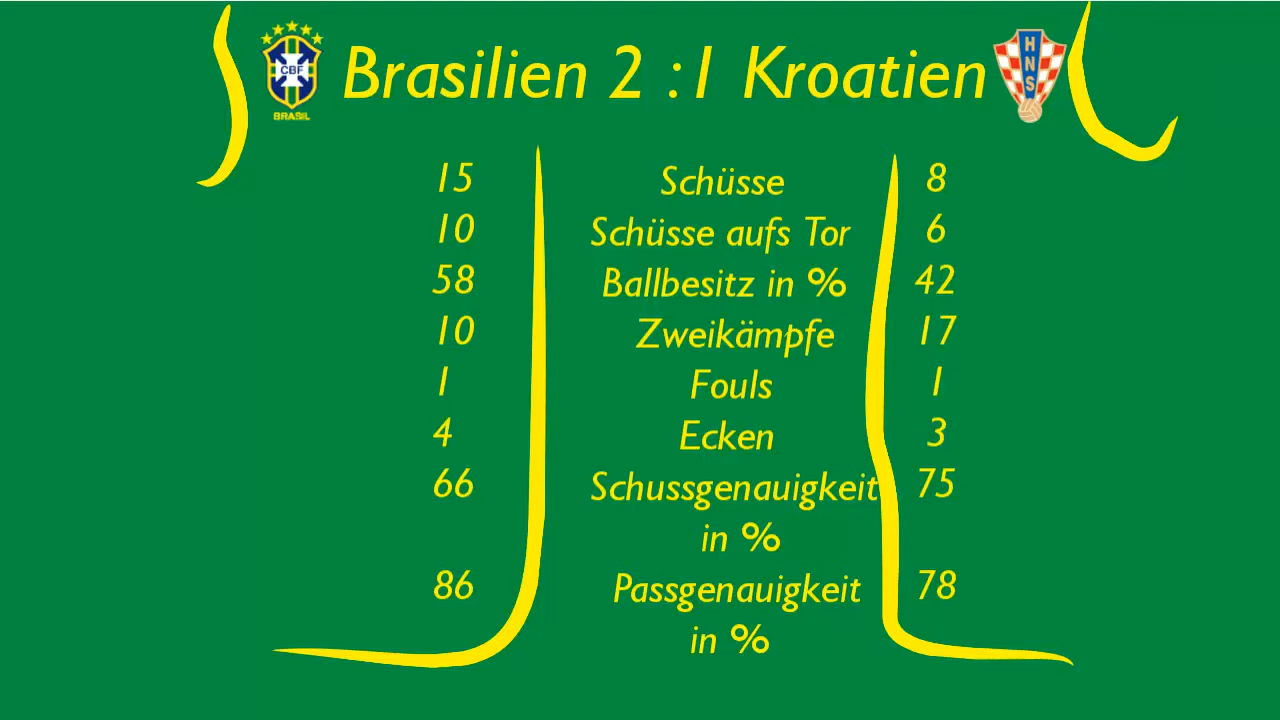 CBF
BRASIL
Brasilien 2 :1 Kroatien
HNS
15 Schüsse 8
10 Schüsse aufs Tor 6
58 Ballbesitz in % 42
10 Zweikämpfe 17
1 Fouls 1
4 Ecken 3
66 Schussgenauigkeit 75
in %
86 Passgenauigkeit 78
in %